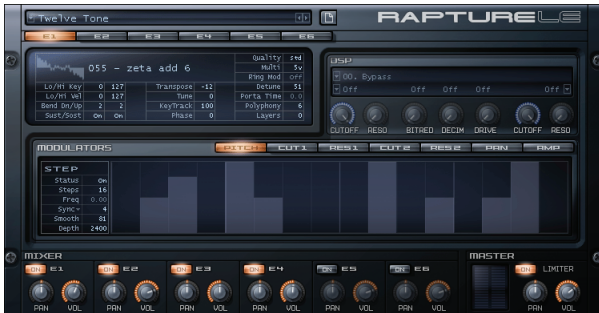 Twelve Tone
RAPTURELE
E1 E2 E3 E4 E5 E6
055 - zeta add 6
Quality std
Multi 5v
Ring Mod off
Lo/Hi Key 0 127 Transpose -12 Detune 51
Lo/Hi Vel 0 127 Tune 0 Porta Time 0.0
Bend Dn/Up 2 2 KeyTrack 100 Polyphony 6
Sust/Sost On On Phase 0 Layers 0
DSP
00. Bypass
Off Off Off Off
CUTOFF RESO BITRED DECIM DRIVE CUTOFF RESO
MODULATORS PITCH CUT1 RES1 CUT2 RES2 PAN AMP
STEP
Status On
Steps 16
Freq 0.00
Sync 4
Smooth 81
Depth 2400
MIXER MASTER
ON E1 ON E2 ON E3 ON E4 ON E5 ON E6 ON LIMITER
PAN VOL PAN VOL PAN VOL PAN VOL PAN VOL PAN VOL PAN VOL